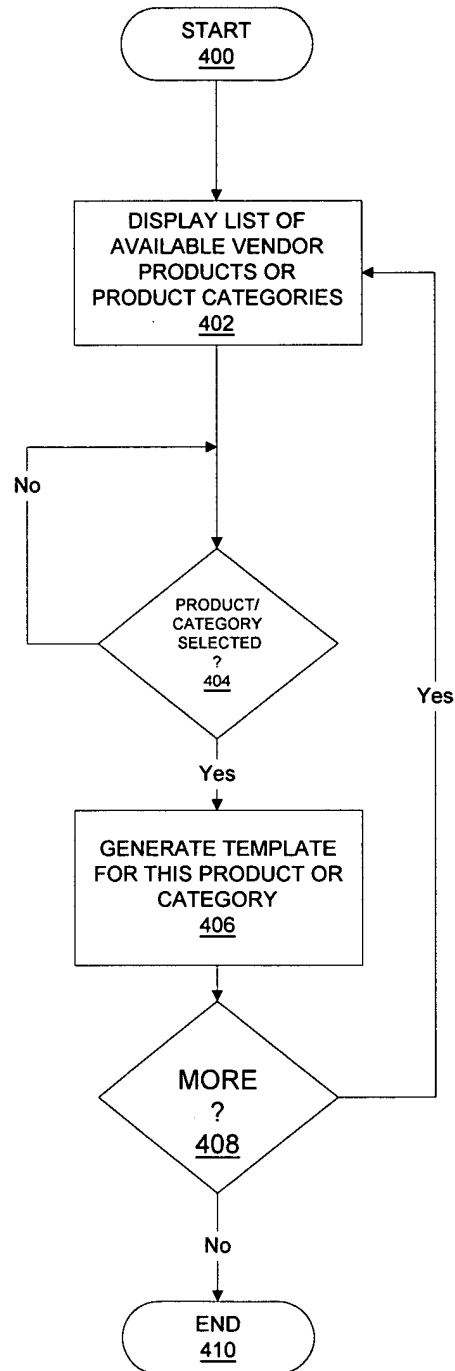 START
400
DISPLAY LIST OF
AVAILABLE VENDOR
PRODUCTS OR
PRODUCT CATEGORIES
402
No
PRODUCT/
CATEGORY
SELECTED
?
404
Yes
Yes
GENERATE TEMPLATE
FOR THIS PRODUCT OR
CATEGORY
406
MORE
?
408
No
END
410